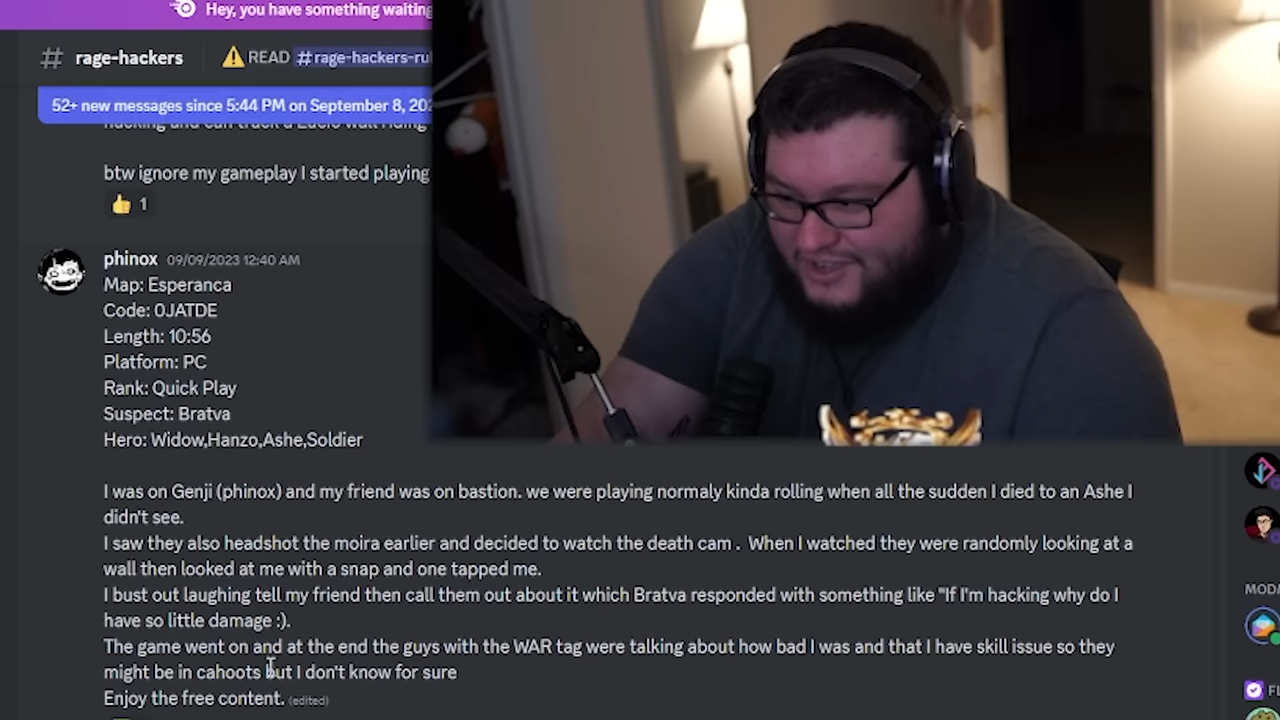 Hey, you have something waiting
# rage-hackers
READ #rage-hackers-rul
52+ new messages since 5:44 PM on September 8, 202
btw ignore my gameplay I started playing
1
phinox 09/09/2023 12:40 AM
Map: Esperanca
Code: 0JATDE
Length: 10:56
Platform: PC
Rank: Quick Play
Suspect: Bratva
Hero: Widow,Hanzo,Ashe,Soldier
I was on Genji (phinox) and my friend was on bastion. we were playing normaly kinda rolling when all the sudden I died to an Ashe I
didn't see.
I saw they also headshot the moira earlier and decided to watch the death cam . When I watched they were randomly looking at a
wall then looked at me with a snap and one tapped me.
I bust out laughing tell my friend then call them out about it which Bratva responded with something like "If I'm hacking why do I
have so little damage :).
The game went on and at the end the guys with the WAR tag were talking about how bad I was and that I have skill issue so they
might be in cahoots but I don't know for sure
Enjoy the free content. (edited)
MODA
FL